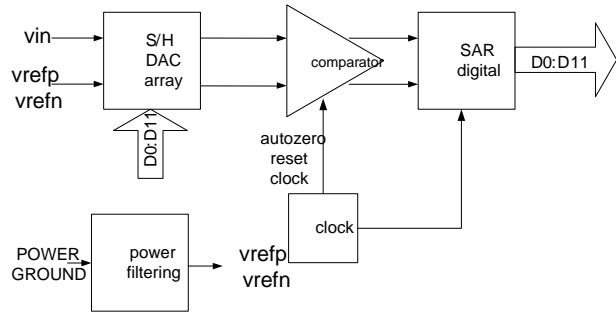 vin
vrefp
vrefn
S/H
DAC
array
D0:D11
comparator
SAR
digital
D0:D11
autozero
reset
clock
clock
POWER
GROUND
power
filtering
vrefp
vrefn